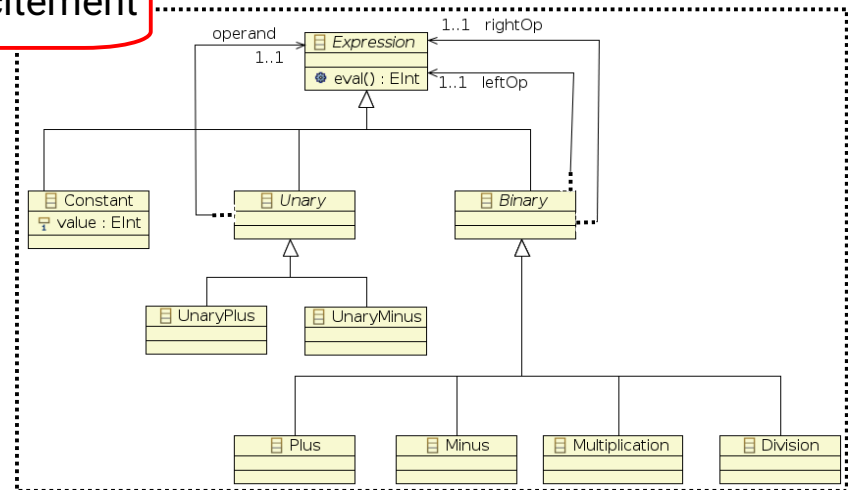 operand
1..1 rightOp
Expression
1..1
eval() : EInt
1..1 leftOp
Constant
value : EInt
Unary
Binary
UnaryPlus
UnaryMinus
Plus
Minus
Multiplication
Division